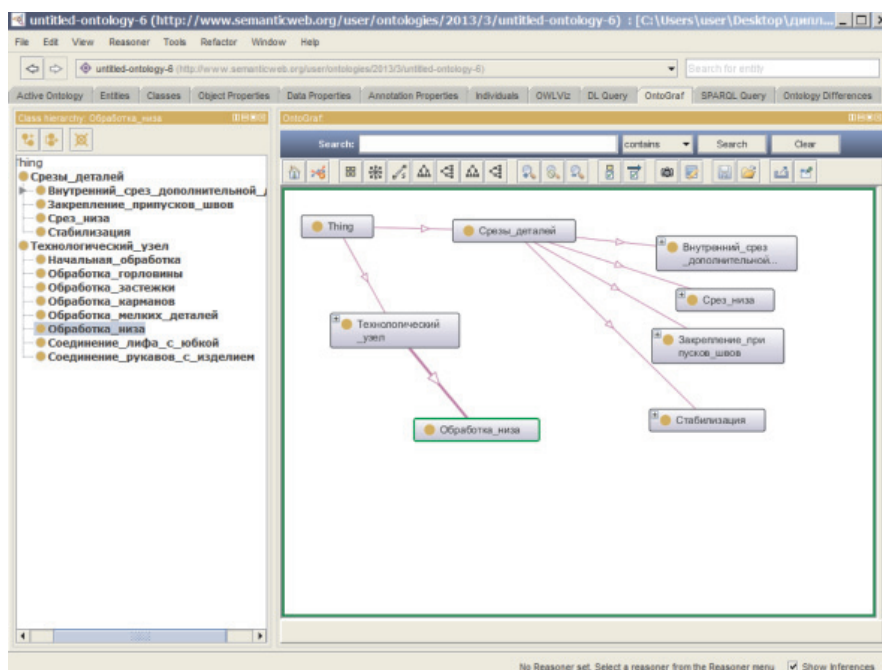 untitled-ontology-6 (http://www.semanticweb.org/user/ontologies/2013/3/untitled-ontology-6) : [C:\Users\user\Desktop\дипл...
File Edit View Reasoner Tools Refactor Window Help
untitled-ontology-6 (http://www.semanticweb.org/user/ontologies/2013/3/untitled-ontology-6)
Search for entity
Active Ontology Entities Classes Object Properties Data Properties Annotation Properties Individuals OWLViz DL Query OntoGraf SPARQL Query Ontology Differences
Class hierarchy: Обработка_низа
Thing
Срезы_деталей
Внутренний_срез_дополнительной_
Закрепление_припусков_швов
Срез_низа
Стабилизация
Технологический_узел
Начальная_обработка
Обработка_горловины
Обработка_застежки
Обработка_карманов
Обработка_мелких_деталей
Обработка_низа
Соединение_лифа_с_юбкой
Соединение_рукавов_с_изделием
OntoGraf:
Search: contains Search Clear
Thing
Срезы_деталей
Внутренний_срез
_дополнительной...
Срез_низа
Технологический
_узел
Закрепление_при
пусков_швов
Стабилизация
Обработка_низа
No Reasoner set. Select a reasoner from the Reasoner menu Show Inferences